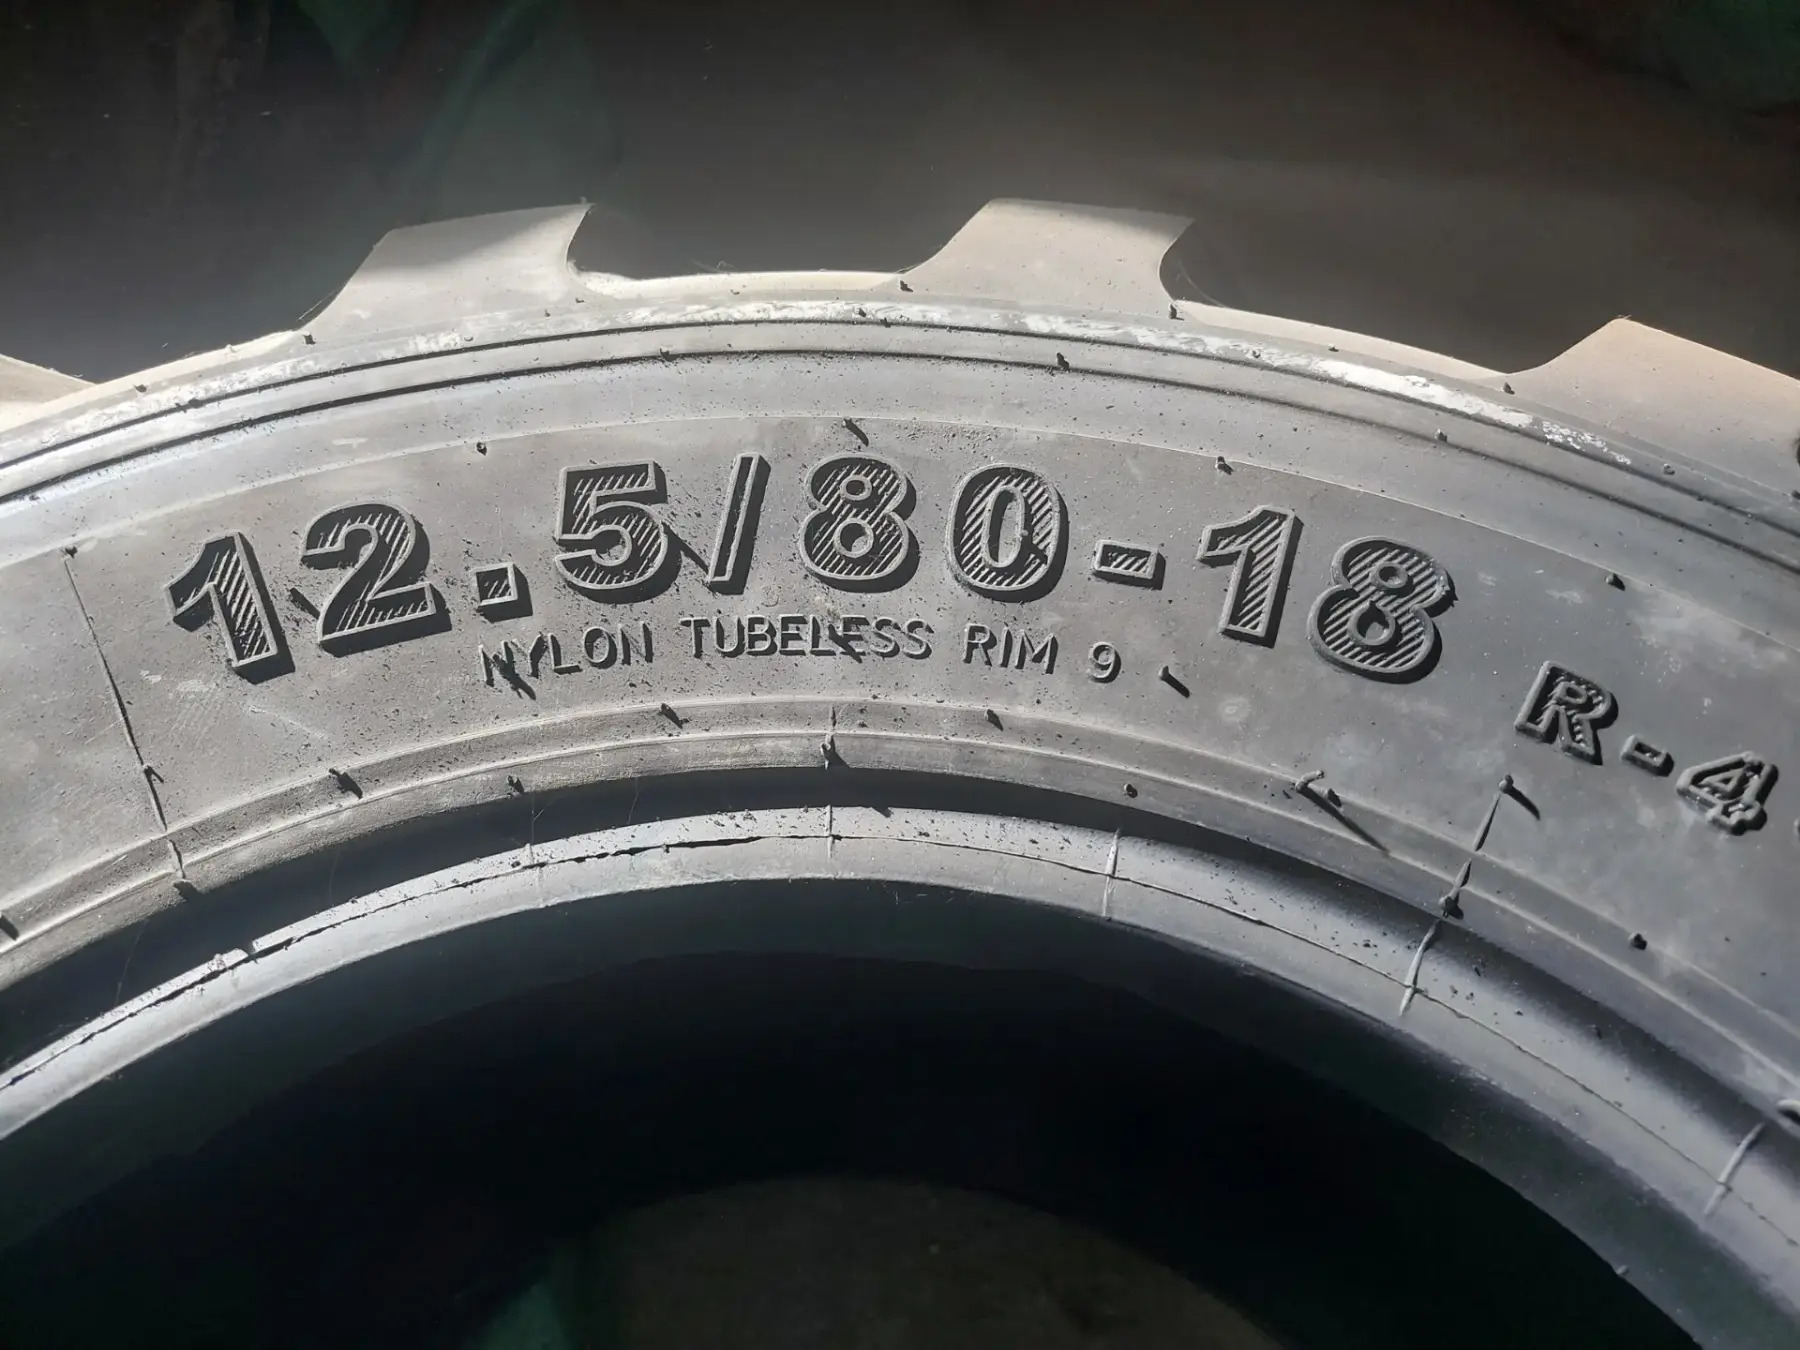 12.5/80-18 R-4
NYLON TUBELESS RIM 9